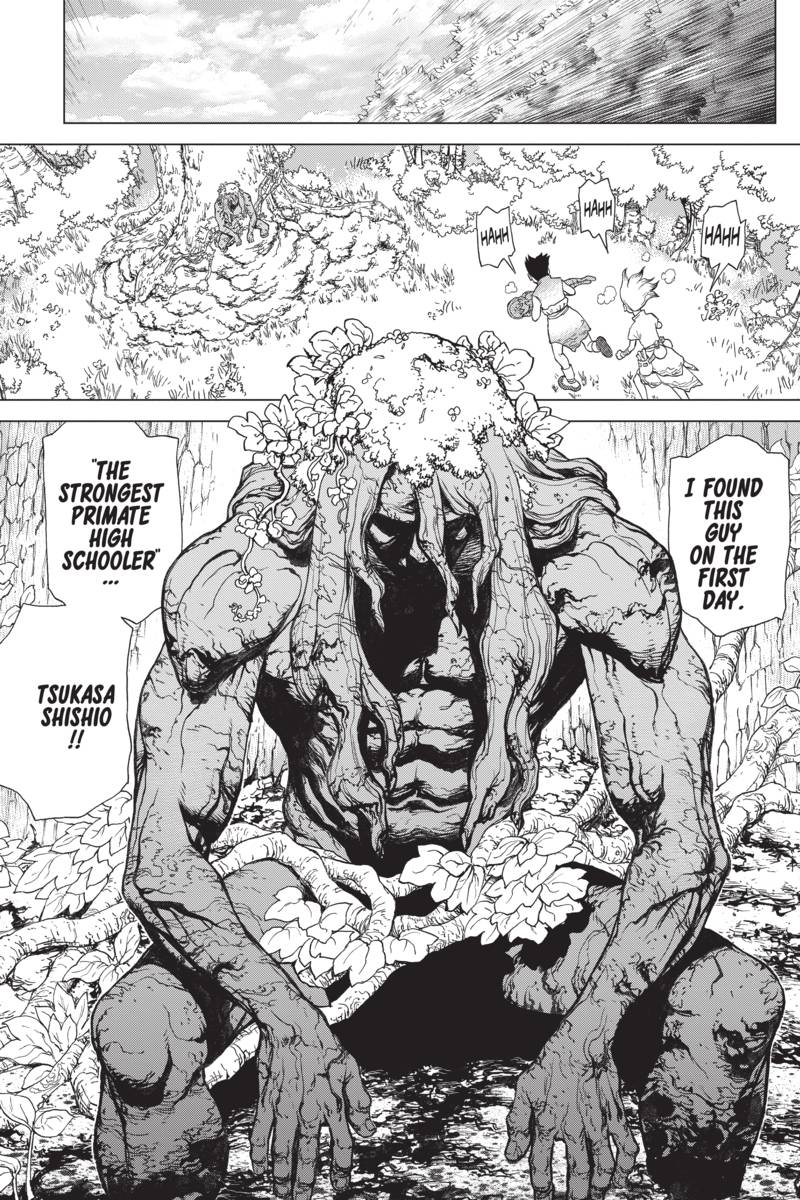 HAHH
HAHH
HAHH
I FOUND
THIS
GUY
ON THE
FIRST
DAY.
"THE
STRONGEST
PRIMATE
HIGH
SCHOOLER"
...
TSUKASA
SHISHIO
!!